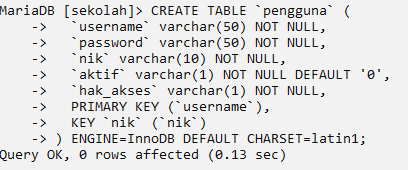 MariaDB [sekolah]> CREATE TABLE `pengguna` (
    ->   `username` varchar(50) NOT NULL,
    ->   `password` varchar(50) NOT NULL,
    ->   `nik` varchar(10) NOT NULL,
    ->   `aktif` varchar(1) NOT NULL DEFAULT '0',
    ->   `hak_akses` varchar(1) NOT NULL,
    ->   PRIMARY KEY (`username`),
    ->   KEY `nik` (`nik`)
    -> ) ENGINE=InnoDB DEFAULT CHARSET=latin1;
Query OK, 0 rows affected (0.13 sec)